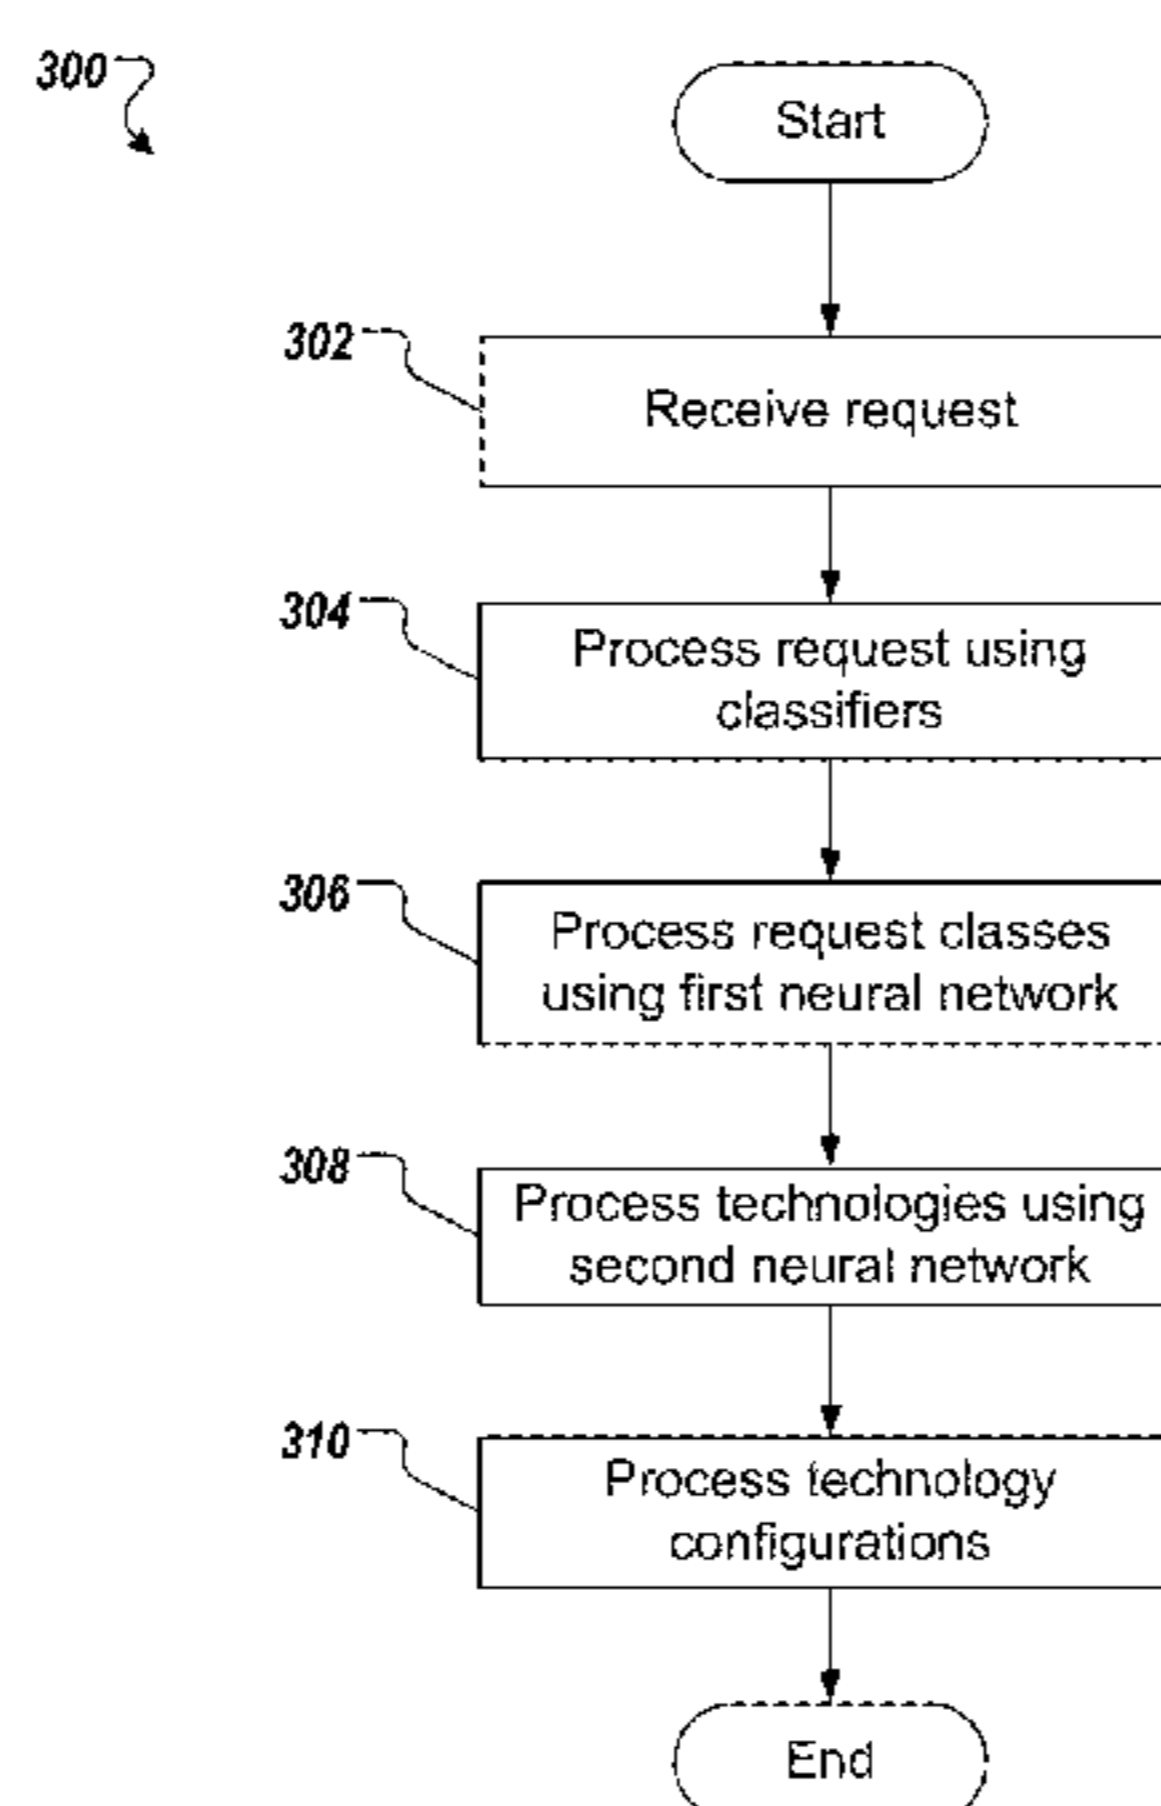 300
Start
302
Receive request
304
Process request using
classifiers
306
Process request classes
using first neural network
308
Process technologies using
second neural network
310
Process technology
configurations
End